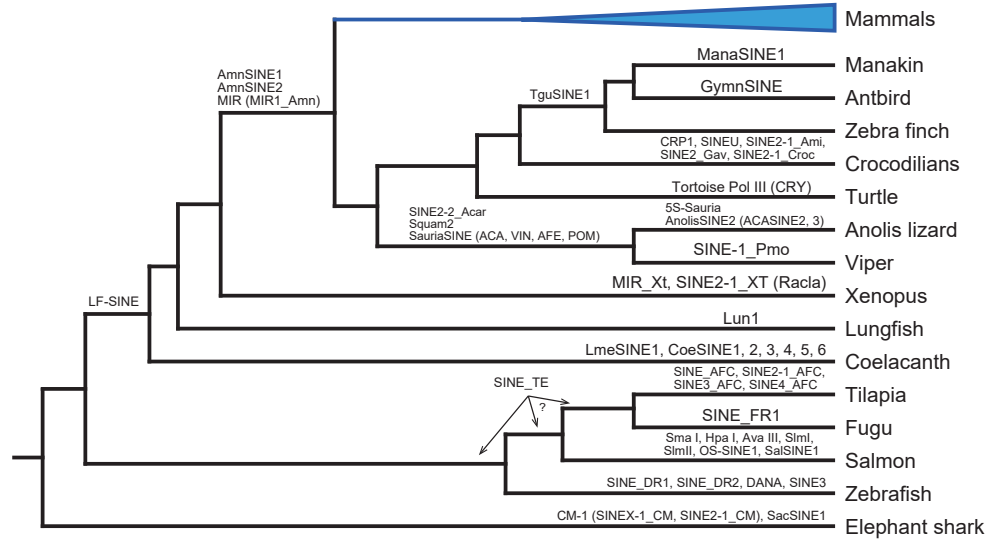 Mammals
AmnSINE1
AmnSINE2
MIR (MIR1_Amn)
ManaSINE1
Manakin
GymnSINE
Antbird
TguSINE1
Zebra finch
CRP1, SINEU, SINE2-1_Ami,
SINE2_Gav, SINE2-1_Croc
Crocodilians
Tortoise Pol III (CRY)
Turtle
SINE2-2_Acar
Squam2
SauriaSINE (ACA, VIN, AFE, POM)
5S-Sauria
AnolisSINE2 (ACASINE2, 3)
Anolis lizard
SINE-1_Pmo
Viper
MIR_Xt, SINE2-1_XT (Racla)
Xenopus
LF-SINE
Lun1
Lungfish
LmeSINE1, CoeSINE1, 2, 3, 4, 5, 6
Coelacanth
SINE_TE
?
SINE_AFC, SINE2-1_AFC,
SINE3_AFC, SINE4_AFC
Tilapia
SINE_FR1
Fugu
Sma I, Hpa I, Ava III, SlmI,
SlmII, OS-SINE1, SalSINE1
Salmon
SINE_DR1, SINE_DR2, DANA, SINE3
Zebrafish
CM-1 (SINEX-1_CM, SINE2-1_CM), SacSINE1
Elephant shark